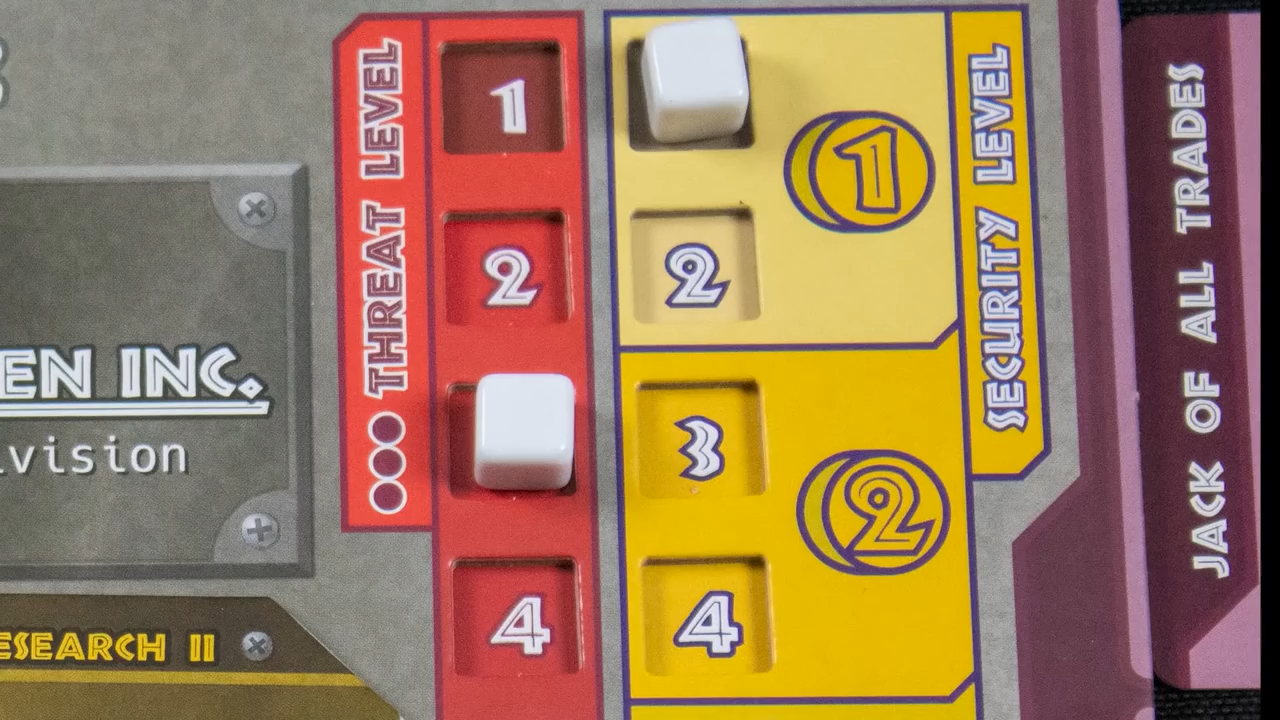 THREAT LEVEL
1
2
4
1
2
3
2
4
SECURITY LEVEL
JACK OF ALL TRADES
EN INC.
ivision
ESEARCH II